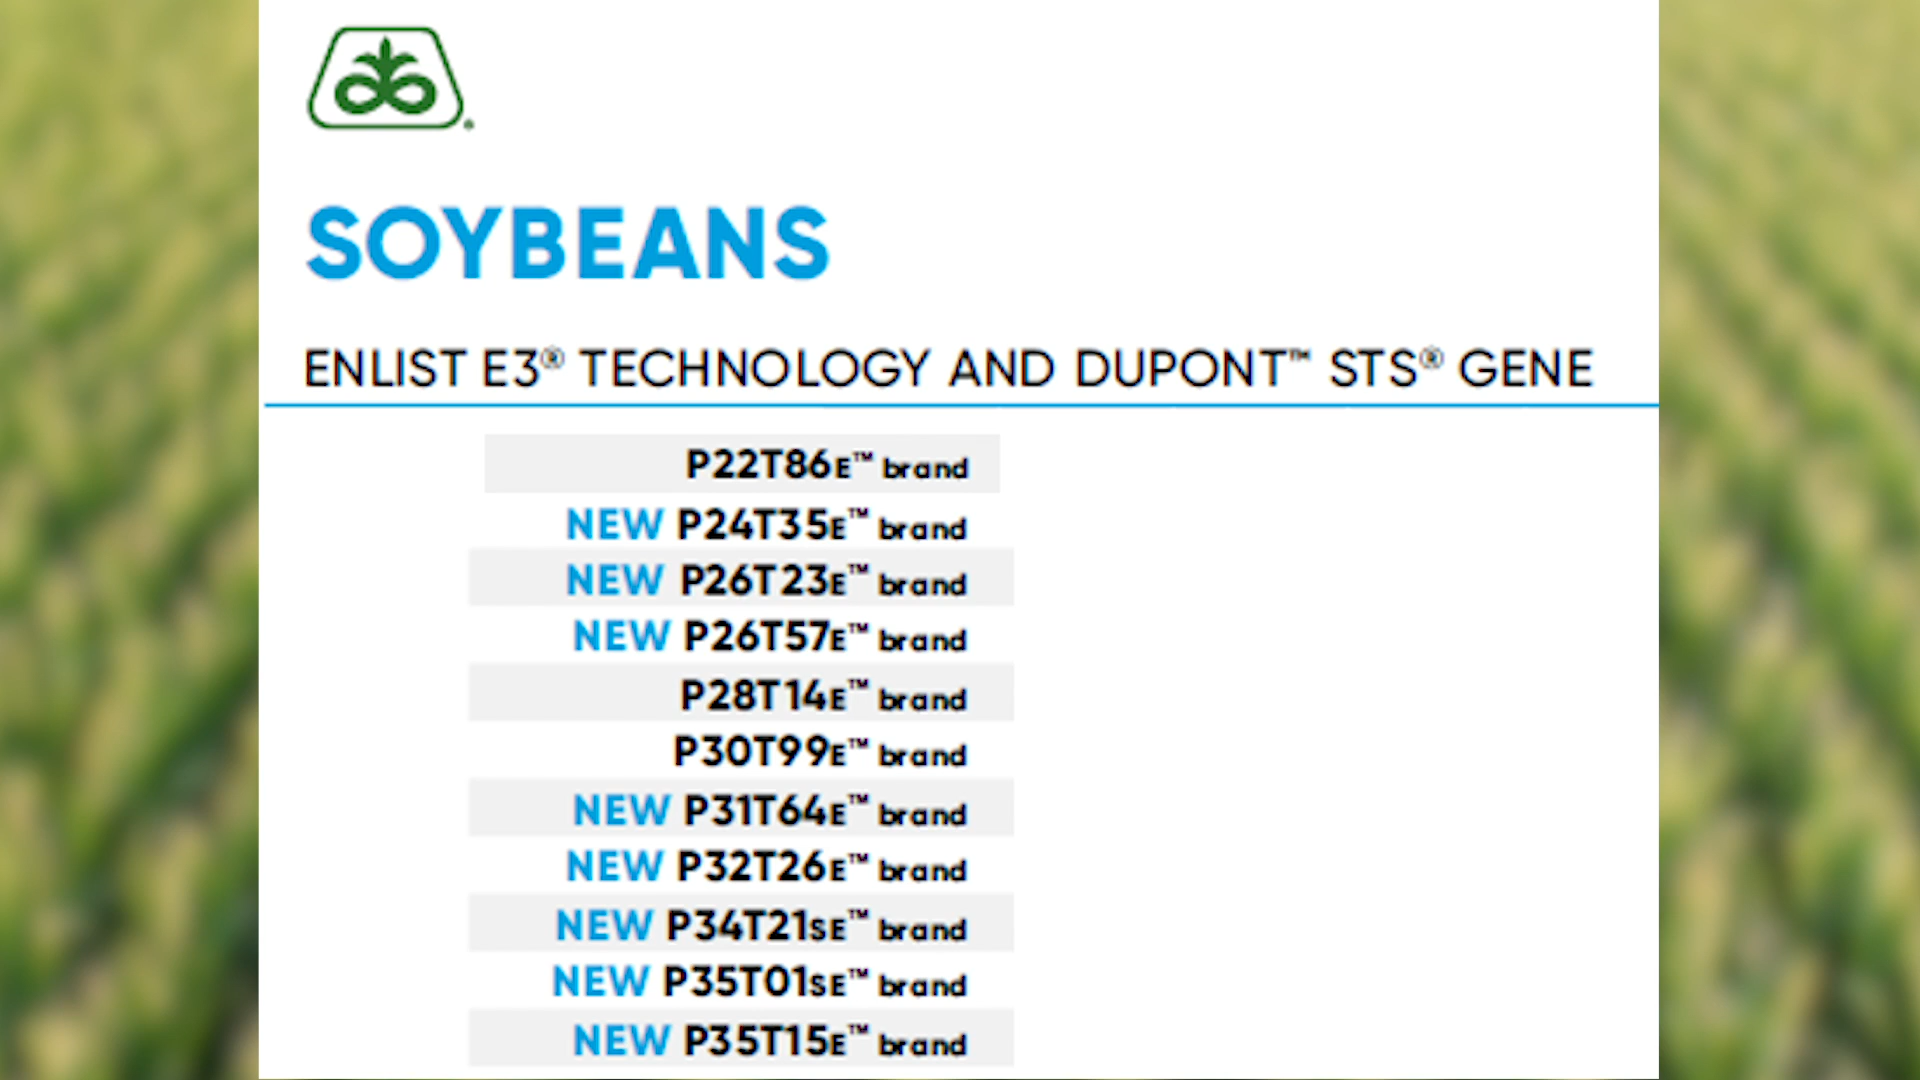 SOYBEANS
ENLIST E3® TECHNOLOGY AND DUPONT™ STS® GENE
P22T86E™ brand
NEW P24T35E™ brand
NEW P26T23E™ brand
NEW P26T57E™ brand
P28T14E™ brand
P30T99E™ brand
NEW P31T64E™ brand
NEW P32T26E™ brand
NEW P34T21SE™ brand
NEW P35T01SE™ brand
NEW P35T15E™ brand